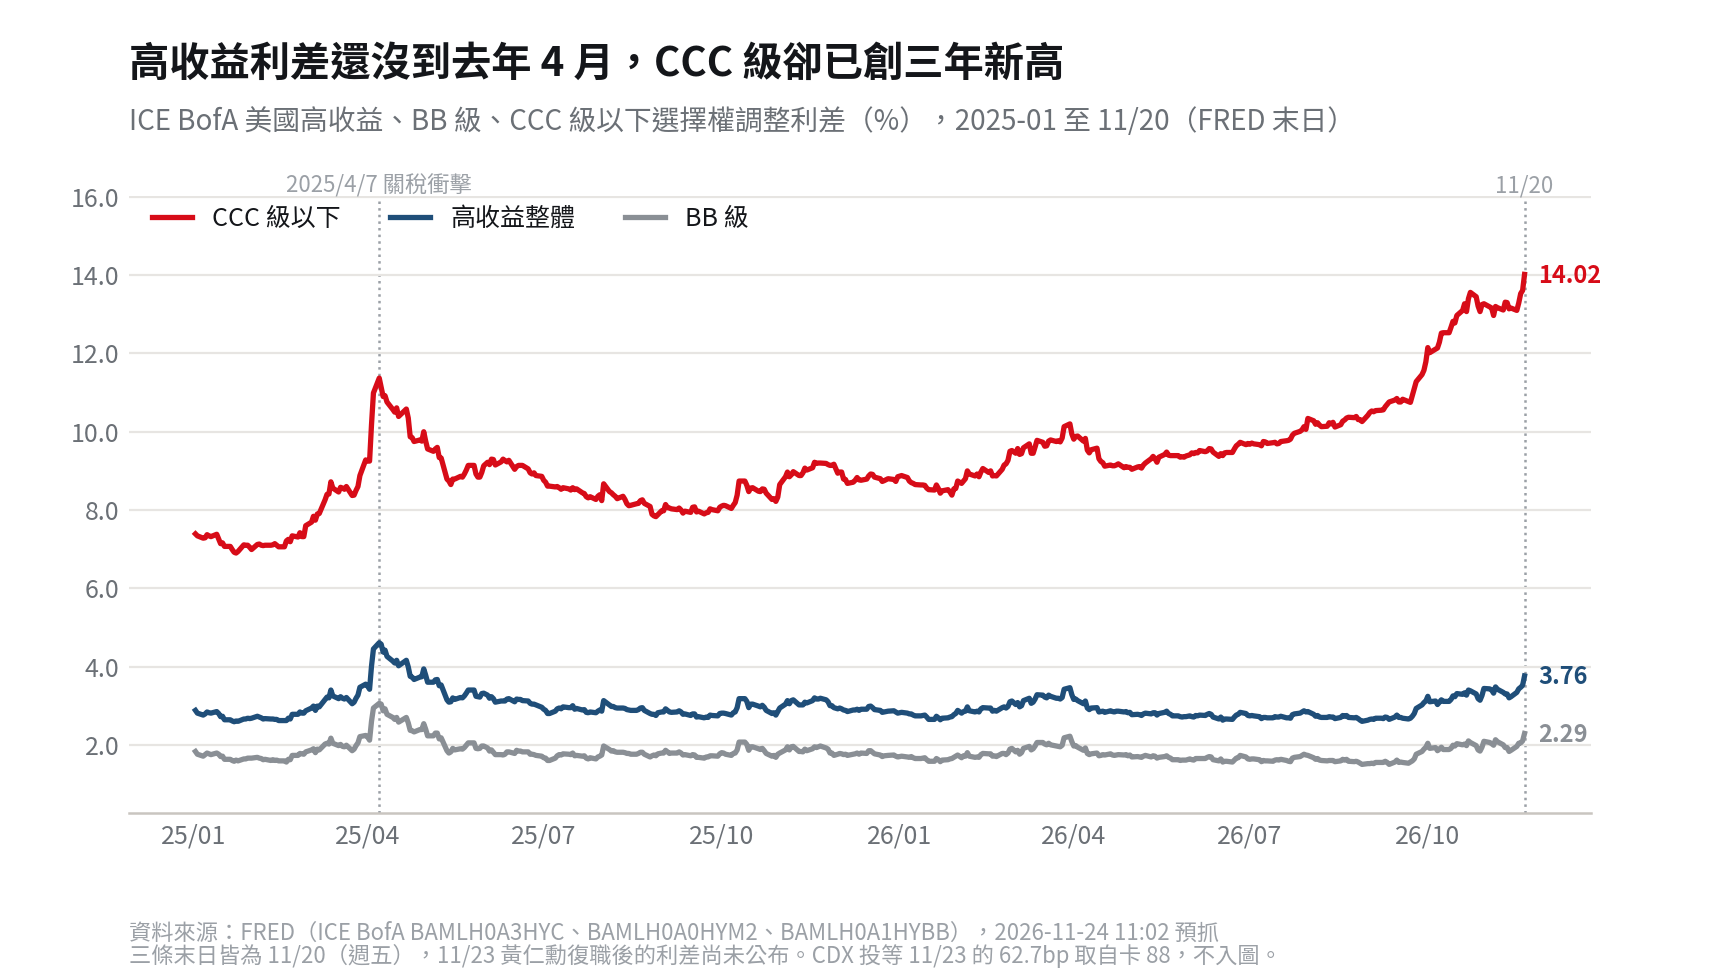 高收益利差還沒到去年 4 月，CCC 級卻已創三年新高
ICE BofA 美國高收益、BB 級、CCC 級以下選擇權調整利差（%），2025-01 至 11/20（FRED 末日）
2025/4/7 關稅衝擊
11/20
16.0
CCC 級以下
高收益整體
BB 級
14.0
14.02
12.0
10.0
8.0
6.0
4.0
3.76
2.29
2.0
25/01
25/04
25/07
25/10
26/01
26/04
26/07
26/10
資料來源：FRED（ICE BofA BAMLH0A3HYC、BAMLH0A0HYM2、BAMLH0A1HYBB），2026-11-24 11:02 預抓
三條末日皆為 11/20（週五），11/23 黃仁勳復職後的利差尚未公布。CDX 投等 11/23 的 62.7bp 取自卡 88，不入圖。